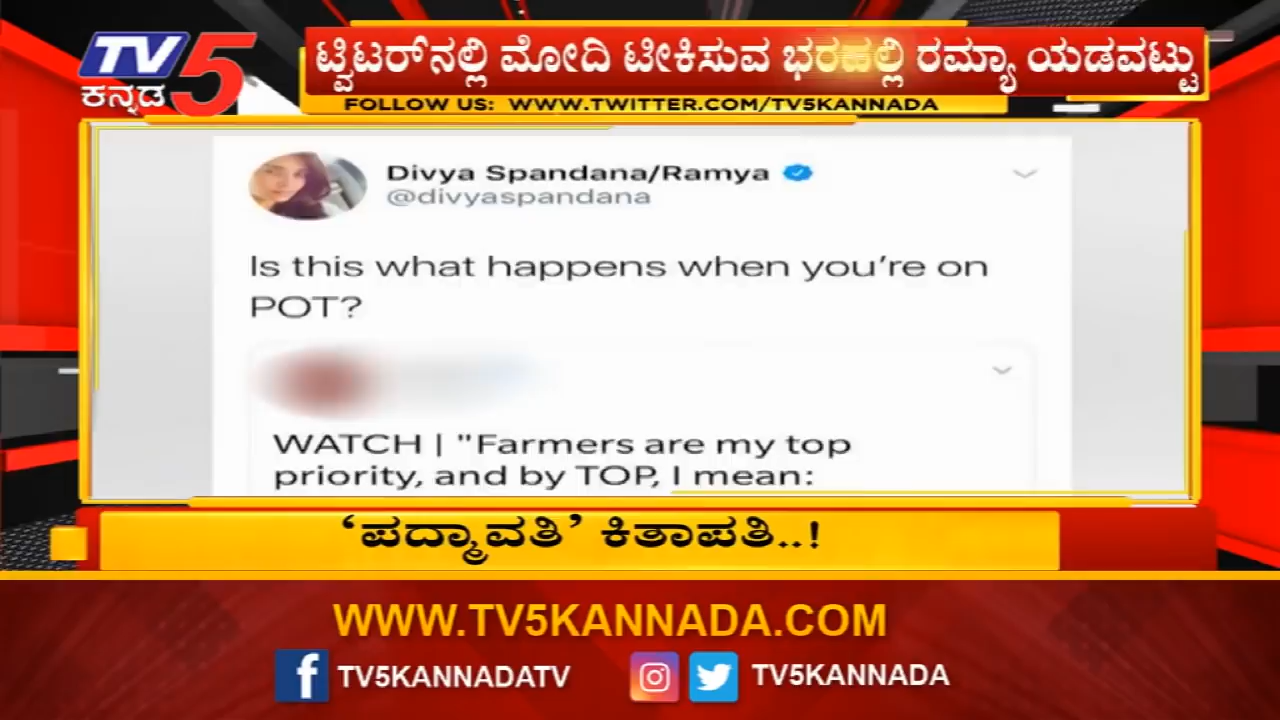 TV5
ಕನ್ನಡ
ಟ್ವಿಟರ್‌ನಲ್ಲಿ ಮೋದಿ ಟೀಕಿಸುವ ಭರದಲ್ಲಿ ರಮ್ಯಾ ಯಡವಟ್ಟು
FOLLOW US: WWW.TWITTER.COM/TV5KANNADA
Divya Spandana/Ramya
@divyaspandana
Is this what happens when you're on
POT?
WATCH | "Farmers are my top
priority, and by TOP, I mean:
‘ಪದ್ಮಾವತಿ’ ಕಿತಾಪತಿ..!
WWW.TV5KANNADA.COM
TV5KANNADATV
TV5KANNADA